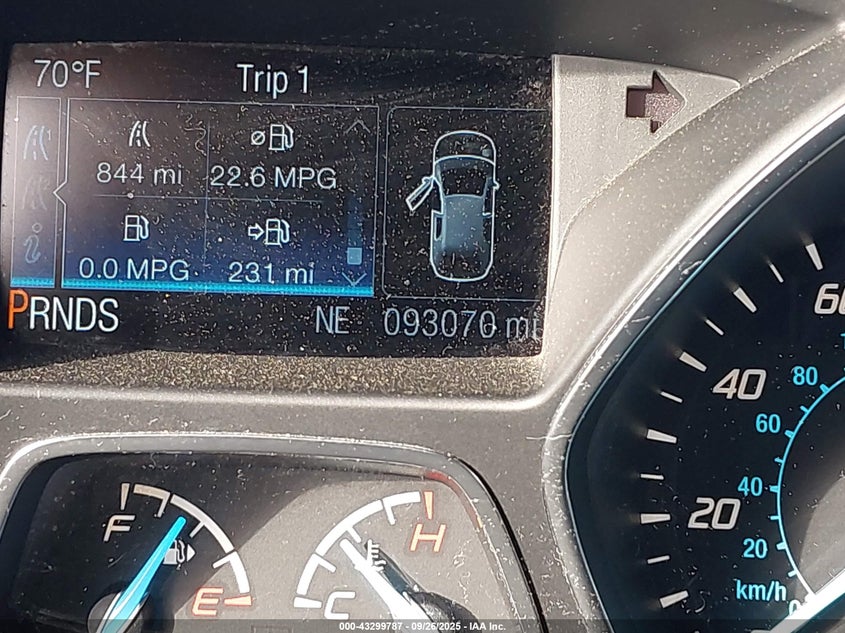 70°F Trip 1
844 mi 22.6 MPG
0.0 MPG 231 mi
PRNDS NE 093070 mi
60
40
80
60
F H
40
20
20
E C
km/h
0
000-43299787 - 09/26/2025 - IAA Inc.